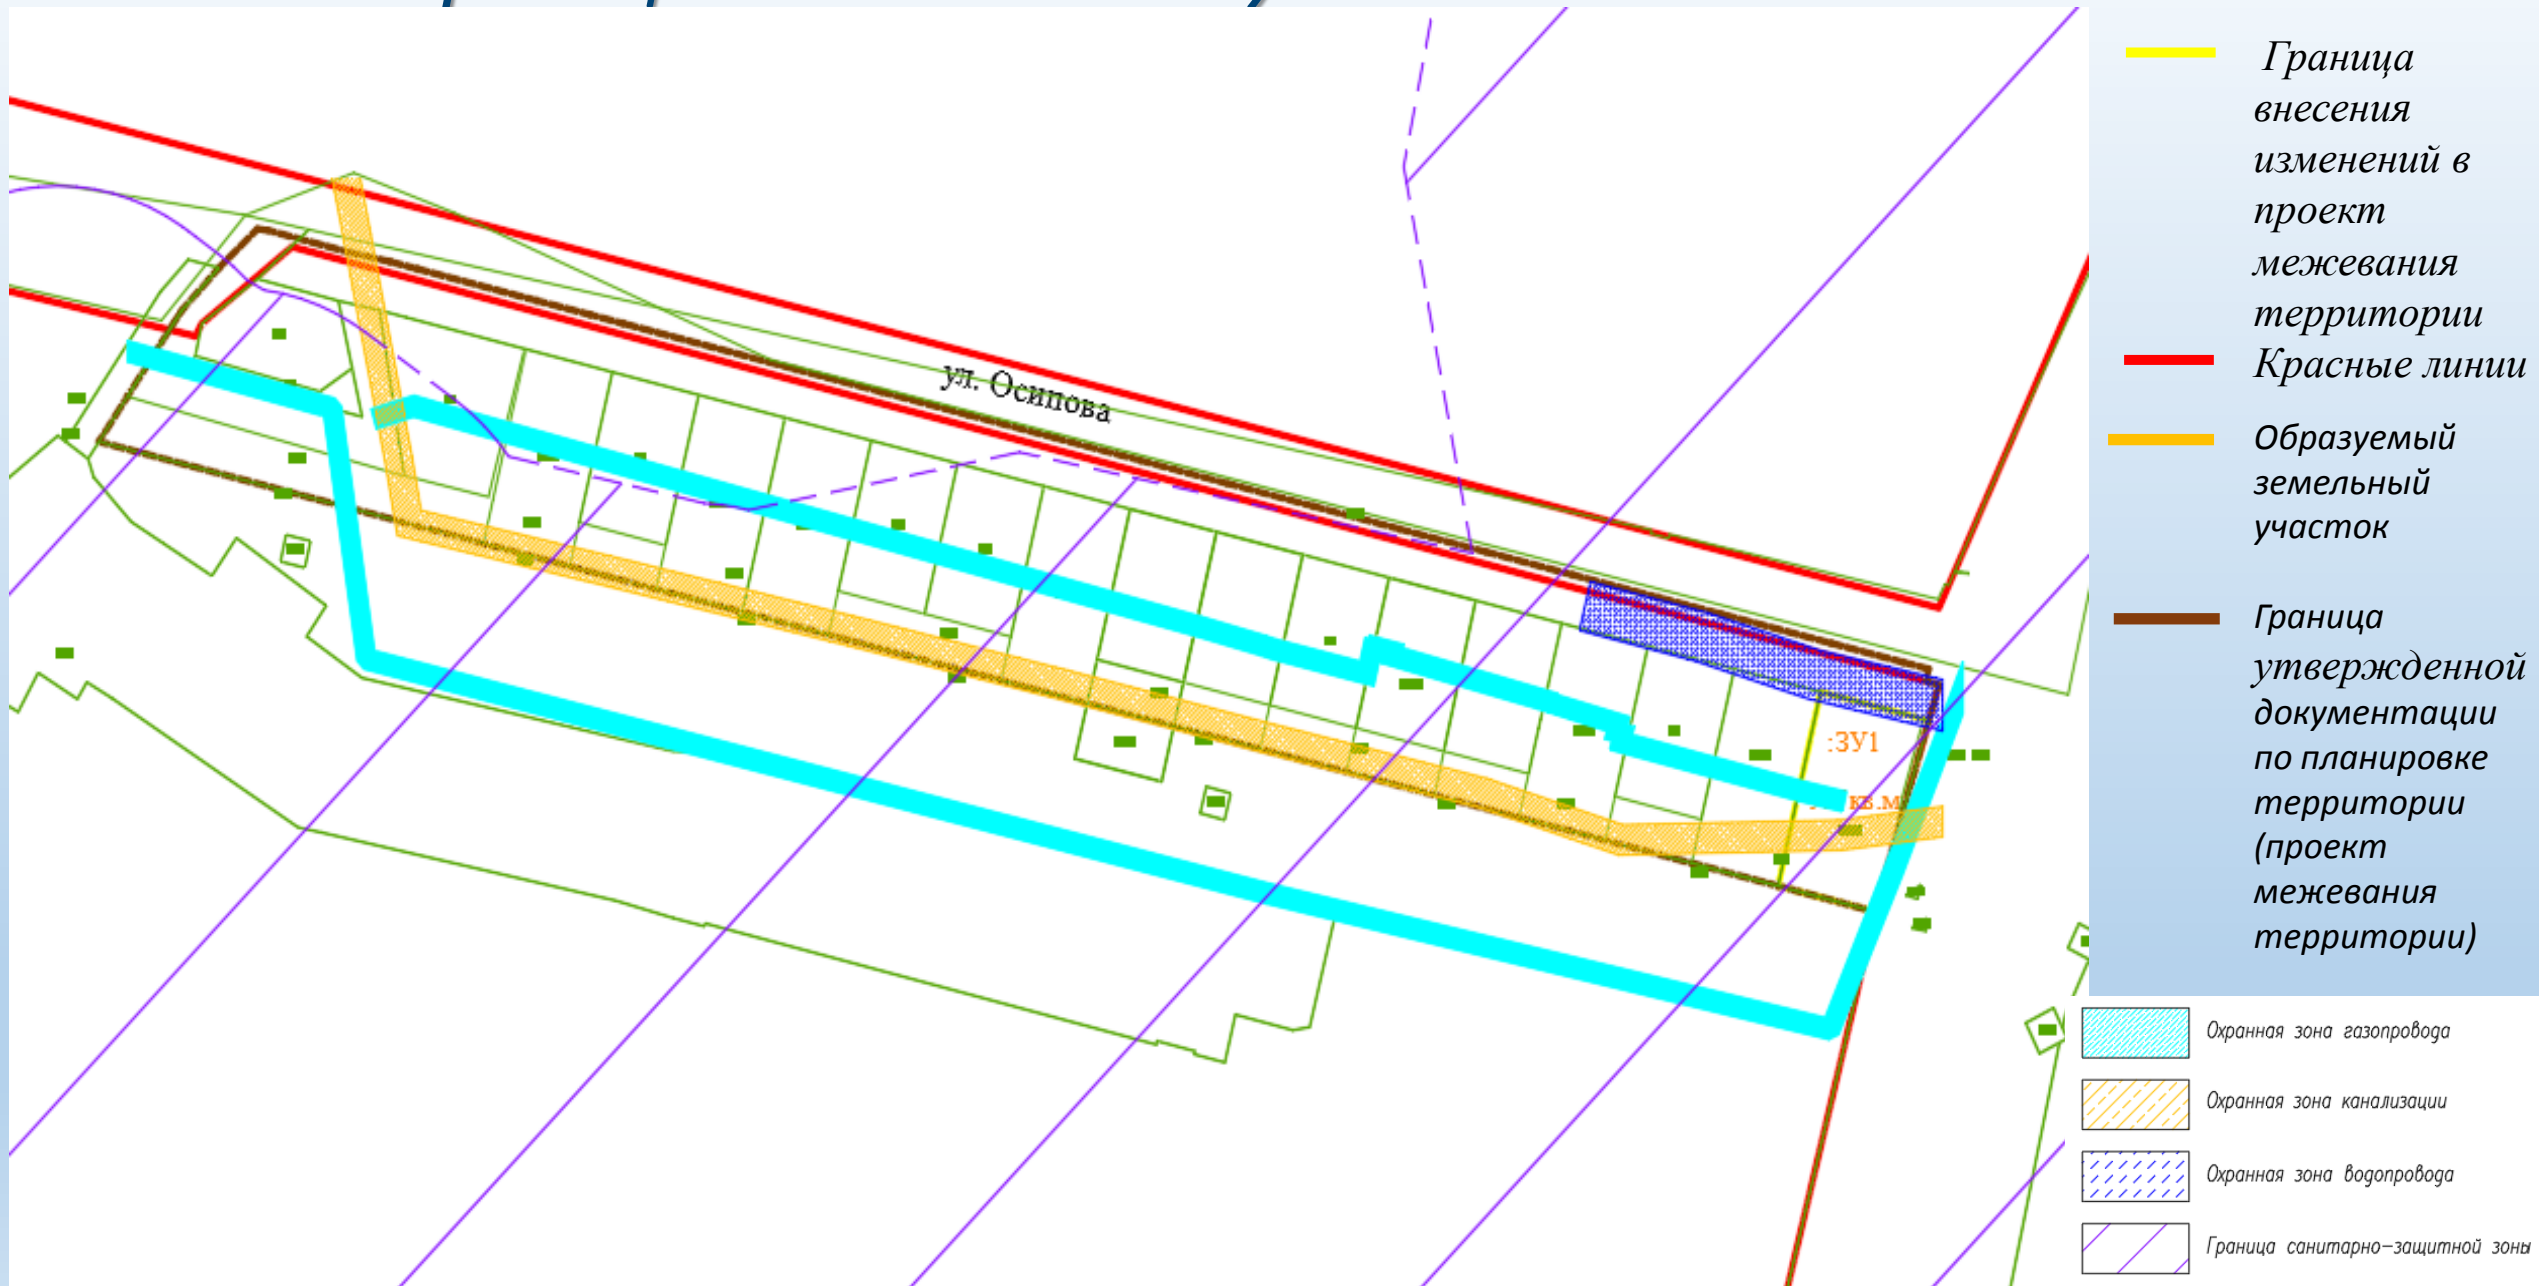 ул. Осипова
:ЗУ1
кв.м
Граница
внесения
изменений в
проект
межевания
территории
Красные линии
Образуемый
земельный
участок
Граница
утвержденной
документации
по планировке
территории
(проект
межевания
территории)
Охранная зона газопровода
Охранная зона канализации
Охранная зона водопровода
Граница санитарно-защитной зоны